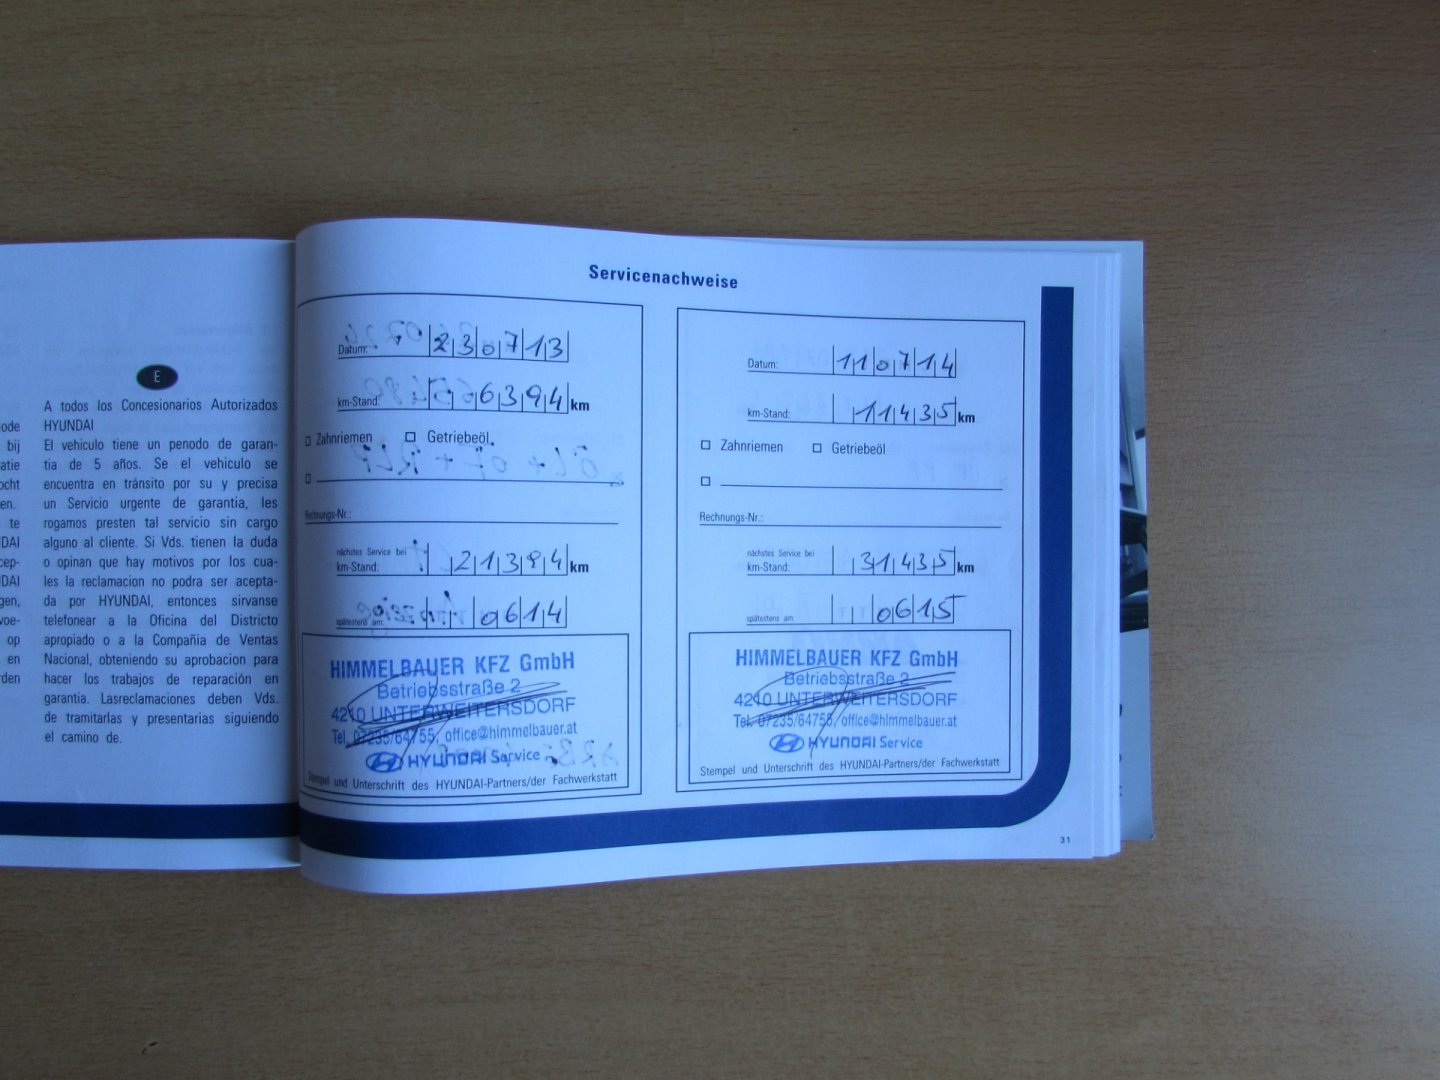 E
A todos los Concesionarios Autorizados
HYUNDAI
El vehiculo tiene un penodo de garan-
tia de 5 años. Se el vehiculo se
encuentra en tránsito por su y precisa
un Servicio urgente de garantia, les
rogamos presten tal servicio sin cargo
alguno al cliente. Si Vds. tienen la duda
o opinan que hay motivos por los cua-
les la reclamacion no podra ser acepta-
da por HYUNDAI, entonces sirvanse
telefonear a la Oficina del Districto
apropiado o a la Compañia de Ventas
Nacional, obteniendo su aprobacion para
hacer los trabajos de reparación en
garantia. Lasreclamaciones deben Vds.
de tramitarlas y presentarias siguiendo
el camino de.
Servicenachweise
Datum: 230713
km-Stand: 6394 km
Zahnriemen Getriebeöl
Rechnungs-Nr.:
nächstes Service bei
km-Stand: 21394 km
spätestens am: 0614
HIMMELBAUER KFZ GmbH
Betriebsstraße 2
4210 UNTERWEITERSDORF
Tel. 07235/64755, office@himmelbauer.at
HYUNDAI Service
Stempel und Unterschrift des HYUNDAI-Partners/der Fachwerkstatt
Datum: 110714
km-Stand: 11435 km
Zahnriemen Getriebeöl
Rechnungs-Nr.:
nächstes Service bei
km-Stand: 31435 km
spätestens am: 0615
HIMMELBAUER KFZ GmbH
Betriebsstraße 2
4210 UNTERWEITERSDORF
Tel. 07235/64755, office@himmelbauer.at
HYUNDAI Service
Stempel und Unterschrift des HYUNDAI-Partners/der Fachwerkstatt
31